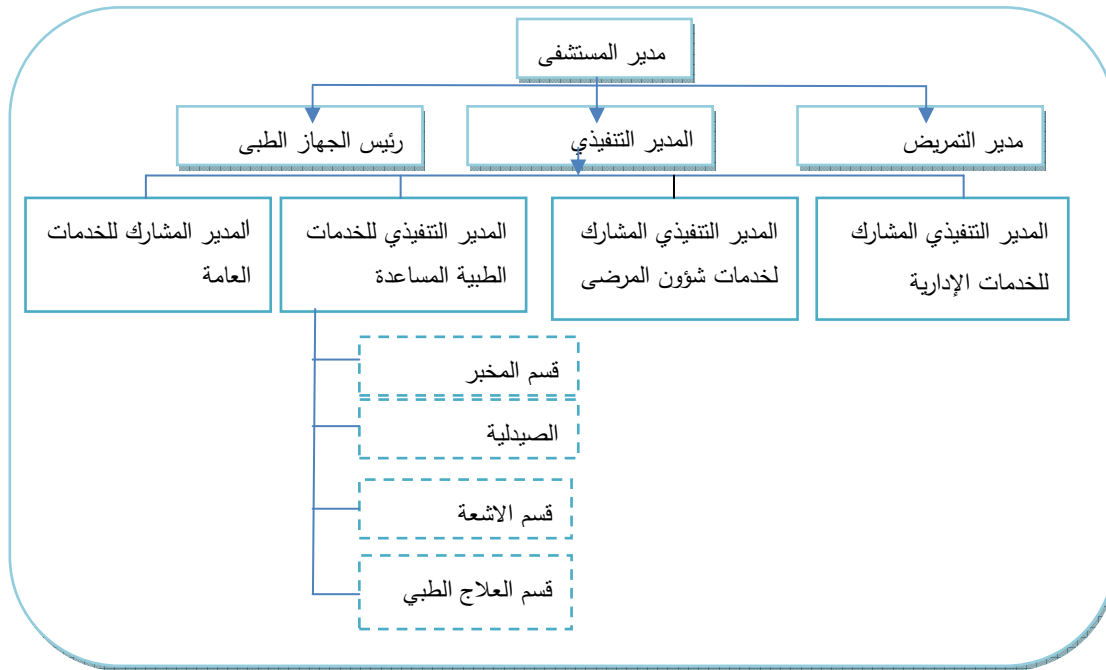 مدير المستشفى
مدير التمريض
المدير التنفيذي
رئيس الجهاز الطبى
المدير التنفيذي المشارك
للخدمات الإدارية
المدير التنفيذي المشارك
لخدمات شؤون المرضى
المدير التنفيذي للخدمات
الطبية المساعدة
المدير المشارك للخدمات
العامة
قسم المخبر
الصيدلية
قسم الاشعة
قسم العلاج الطبي